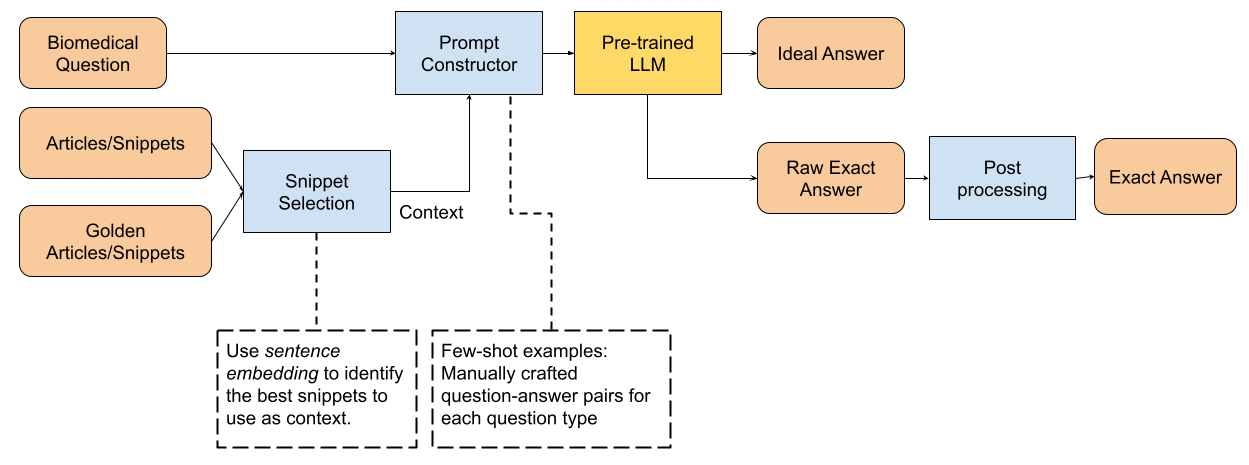 Biomedical
Question
Prompt
Constructor
Pre-trained
LLM
Ideal Answer
Articles/Snippets
Snippet
Selection
Context
Golden
Articles/Snippets
Raw Exact
Answer
Post
processing
Exact Answer
Use sentence
embedding to identify
the best snippets to
use as context.
Few-shot examples:
Manually crafted
question-answer pairs for
each question type